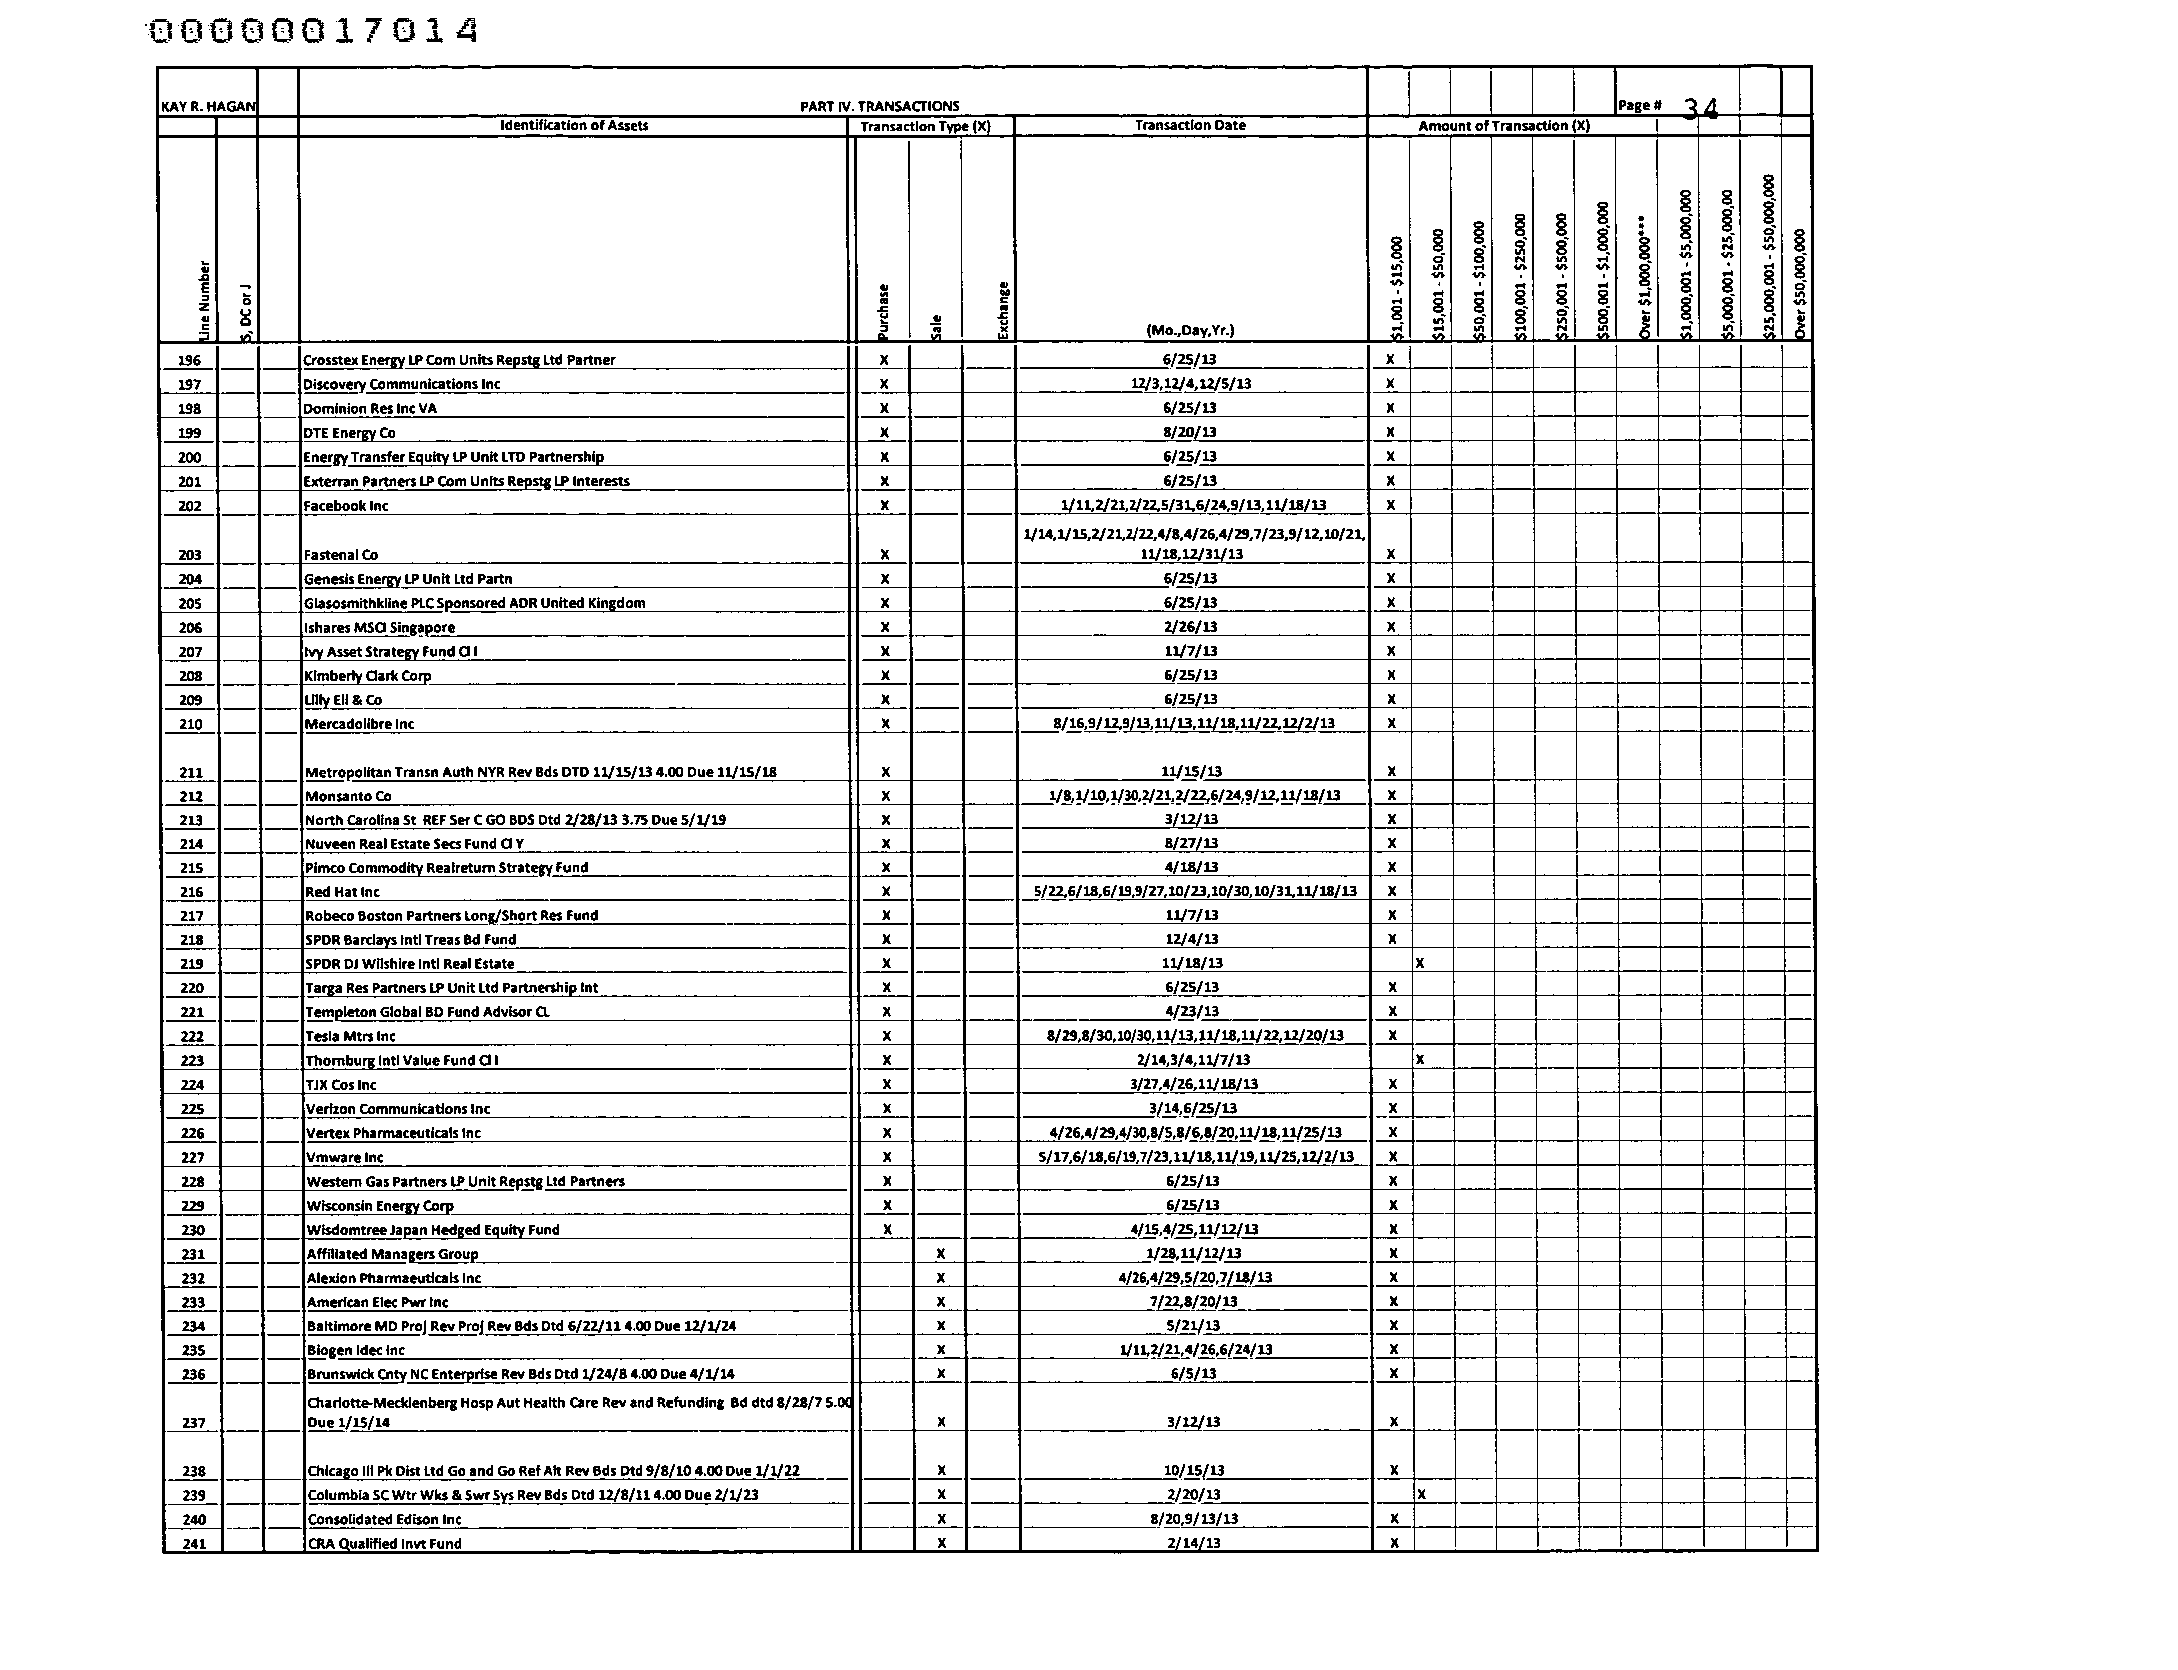 00000017014
KAY R. HAGAN PART IV. TRANSACTIONS Page # 34
Identification of Assets Transaction Type (X) Transaction Date Amount of Transaction (X)
Line Number S, DC or J Purchase Sale Exchange (Mo.,Day,Yr.) $1,001 - $15,000 $15,001 - $50,000 $50,001 - $100,000 $100,001 - $250,000 $250,001 - $500,000 $500,001 - $1,000,000 Over $1,000,000*** $1,000,001 - $5,000,000 $5,000,001 - $25,000,00 $25,000,001 - $50,000,000 Over $50,000,000
196 Crosstex Energy LP Com Units Repstg Ltd Partner X 6/25/13 X
197 Discovery Communications Inc X 12/3,12/4,12/5/13 X
198 Dominion Res Inc VA X 6/25/13 X
199 DTE Energy Co X 8/20/13 X
200 Energy Transfer Equity LP Unit LTD Partnership X 6/25/13 X
201 Exterran Partners LP Com Units Repstg LP Interests X 6/25/13 X
202 Facebook Inc X 1/11,2/21,2/22,5/31,6/24,9/13,11/18/13 X
1/14,1/15,2/21,2/22,4/8,4/26,4/29,7/23,9/12,10/21,
203 Fastenal Co X 11/18,12/31/13 X
204 Genesis Energy LP Unit Ltd Partn X 6/25/13 X
205 Glasosmithkline PLC Sponsored ADR United Kingdom X 6/25/13 X
206 Ishares MSCI Singapore X 2/26/13 X
207 Ivy Asset Strategy Fund Cl I X 11/7/13 X
208 Kimberly Clark Corp X 6/25/13 X
209 Lilly Eli & Co X 6/25/13 X
210 Mercadolibre Inc X 8/16,9/12,9/13,11/13,11/18,11/22,12/2/13 X
211 Metropolitan Transn Auth NYR Rev Bds DTD 11/15/13 4.00 Due 11/15/18 X 11/15/13 X
212 Monsanto Co X 1/8,1/10,1/30,2/21,2/22,6/24,9/12,11/18/13 X
213 North Carolina St REF Ser C GO BDS Dtd 2/28/13 3.75 Due 5/1/19 X 3/12/13 X
214 Nuveen Real Estate Secs Fund Cl Y X 8/27/13 X
215 Pimco Commodity Realreturn Strategy Fund X 4/18/13 X
216 Red Hat Inc X 5/22,6/18,6/19,9/27,10/23,10/30,10/31,11/18/13 X
217 Robeco Boston Partners Long/Short Res Fund X 11/7/13 X
218 SPDR Barclays Intl Treas Bd Fund X 12/4/13 X
219 SPDR DJ Wilshire Intl Real Estate X 11/18/13 X
220 Targa Res Partners LP Unit Ltd Partnership Int X 6/25/13 X
221 Templeton Global BD Fund Advisor CL X 4/23/13 X
222 Tesla Mtrs Inc X 8/29,8/30,10/30,11/13,11/18,11/22,12/20/13 X
223 Thornburg Intl Value Fund Cl I X 2/14,3/4,11/7/13 X
224 TJX Cos Inc X 3/27,4/26,11/18/13 X
225 Verizon Communications Inc X 3/14,6/25/13 X
226 Vertex Pharmaceuticals Inc X 4/26,4/29,4/30,8/5,8/6,8/20,11/18,11/25/13 X
227 Vmware Inc X 5/17,6/18,6/19,7/23,11/18,11/19,11/25,12/2/13 X
228 Western Gas Partners LP Unit Repstg Ltd Partners X 6/25/13 X
229 Wisconsin Energy Corp X 6/25/13 X
230 Wisdomtree Japan Hedged Equity Fund X 4/15,4/25,11/12/13 X
231 Affiliated Managers Group X 1/28,11/12/13 X
232 Alexion Pharmaeuticals Inc X 4/26,4/29,5/20,7/18/13 X
233 American Elec Pwr Inc X 7/22,8/20/13 X
234 Baltimore MD Proj Rev Proj Rev Bds Dtd 6/22/11 4.00 Due 12/1/24 X 5/21/13 X
235 Biogen Idec Inc X 1/11,2/21,4/26,6/24/13 X
236 Brunswick Cnty NC Enterprise Rev Bds Dtd 1/24/8 4.00 Due 4/1/14 X 6/5/13 X
Charlotte-Mecklenberg Hosp Aut Health Care Rev and Refunding Bd dtd 8/28/7 5.00
237 Due 1/15/14 X 3/12/13 X
238 Chicago Ill Pk Dist Ltd Go and Go Ref Alt Rev Bds Dtd 9/8/10 4.00 Due 1/1/22 X 10/15/13 X
239 Columbia SC Wtr Wks & Swr Sys Rev Bds Dtd 12/8/11 4.00 Due 2/1/23 X 2/20/13 X
240 Consolidated Edison Inc X 8/20,9/13/13 X
241 CRA Qualified Invt Fund X 2/14/13 X